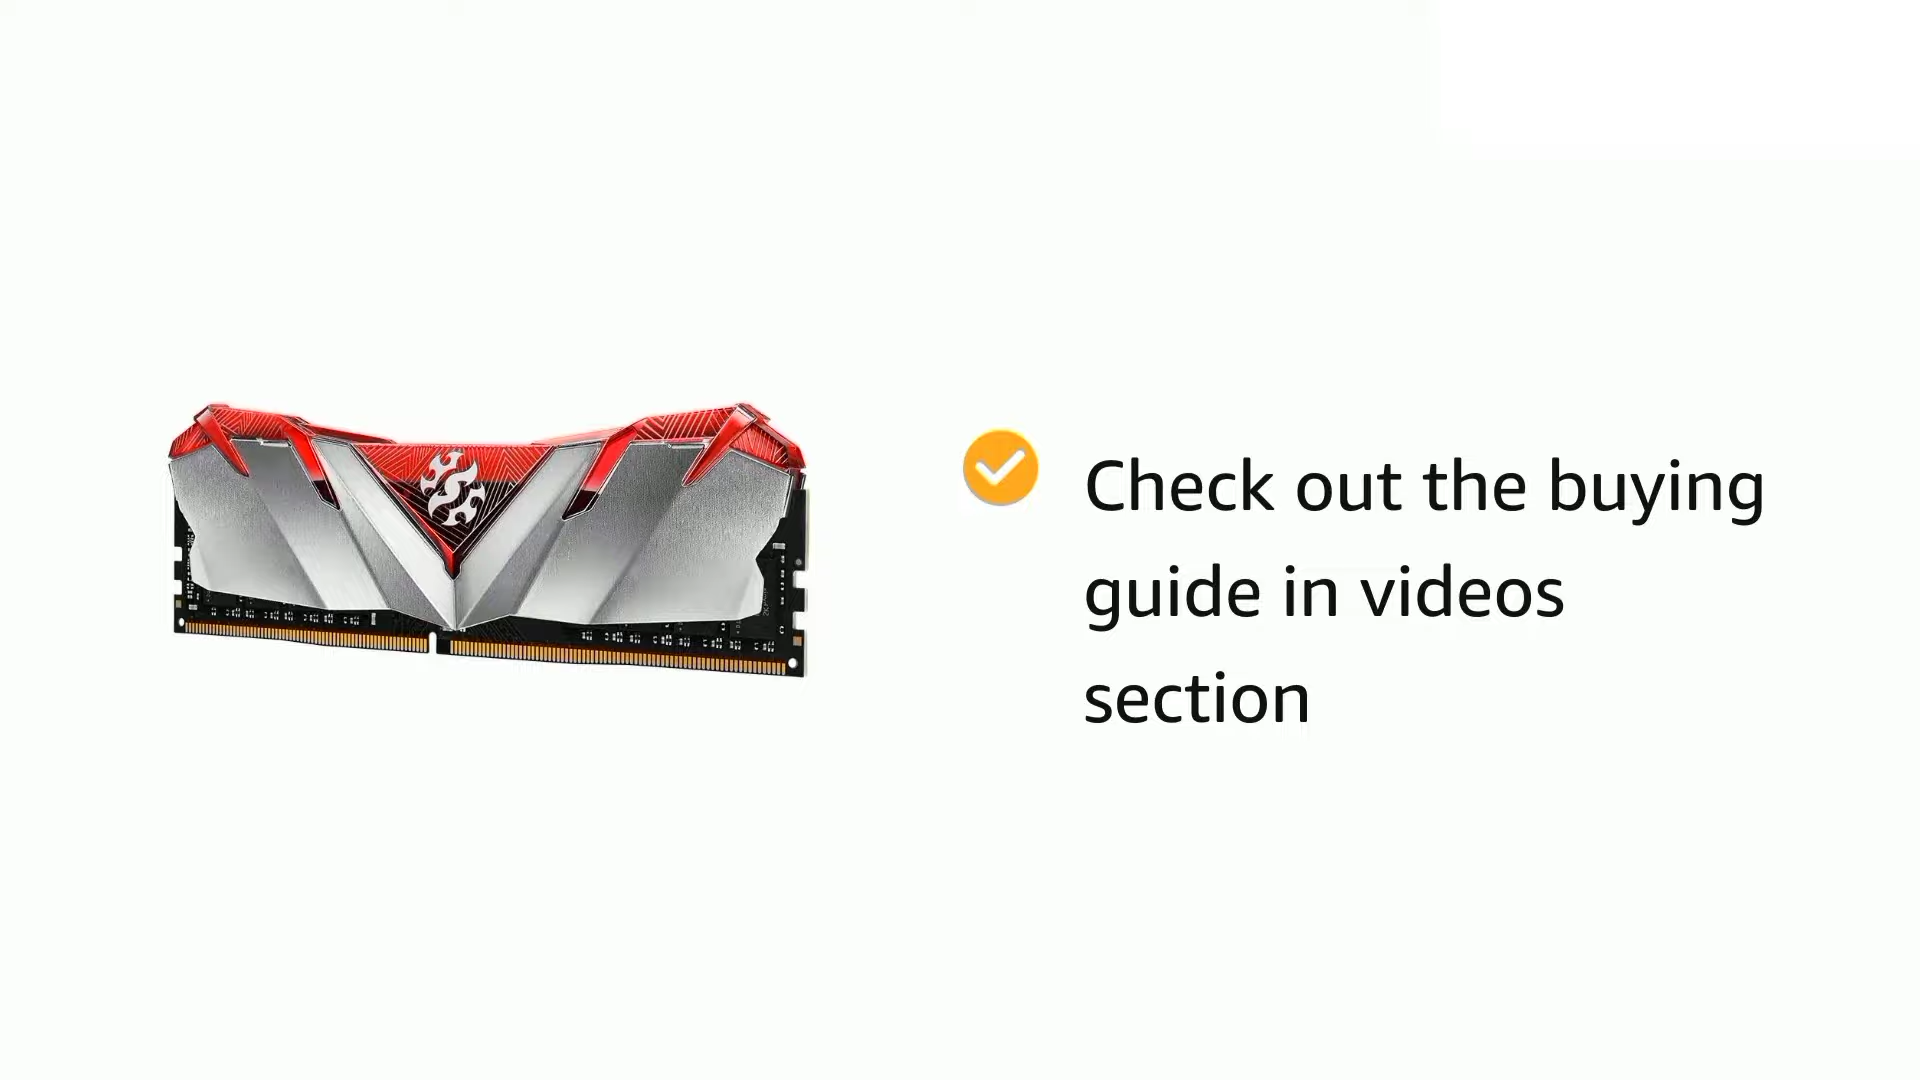 Check out the buying
guide in videos
section